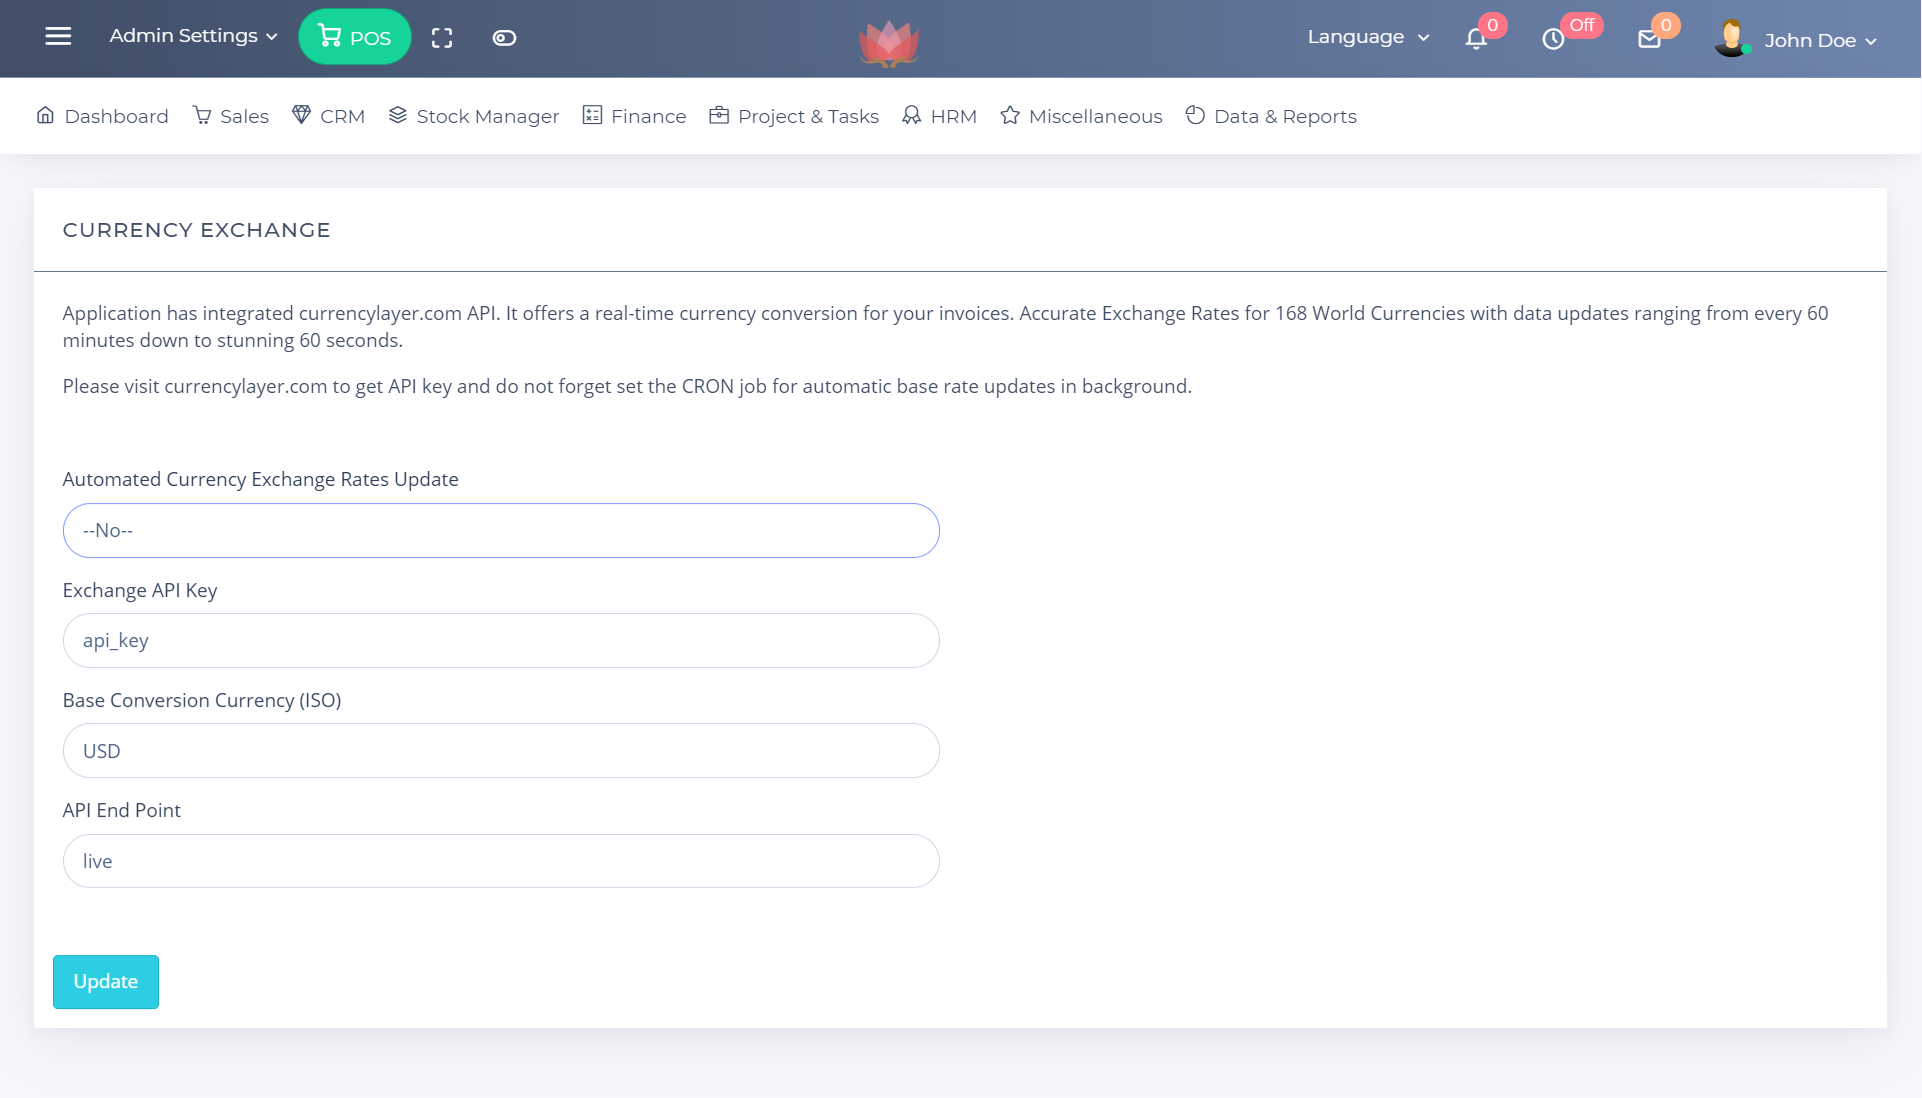 Admin Settings
POS
Language
0
Off
0
John Doe
Dashboard
Sales
CRM
Stock Manager
Finance
Project & Tasks
HRM
Miscellaneous
Data & Reports
CURRENCY EXCHANGE
Application has integrated currencylayer.com API. It offers a real-time currency conversion for your invoices. Accurate Exchange Rates for 168 World Currencies with data updates ranging from every 60
minutes down to stunning 60 seconds.
Please visit currencylayer.com to get API key and do not forget set the CRON job for automatic base rate updates in background.
Automated Currency Exchange Rates Update
--No--
Exchange API Key
api_key
Base Conversion Currency (ISO)
USD
API End Point
live
Update